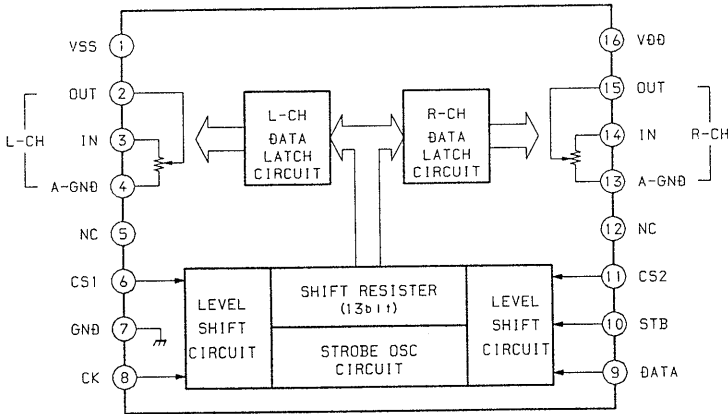 VSS
1
16
VDD
OUT
2
15
OUT
L-CH
DATA
LATCH
CIRCUIT
R-CH
DATA
LATCH
CIRCUIT
L-CH
IN
3
14
IN
R-CH
A-GND
4
13
A-GND
NC
5
12
NC
CS1
6
11
CS2
LEVEL
SHIFT
CIRCUIT
SHIFT RESISTER
(13bit)
STROBE OSC
CIRCUIT
LEVEL
SHIFT
CIRCUIT
GND
7
10
STB
CK
8
9
DATA